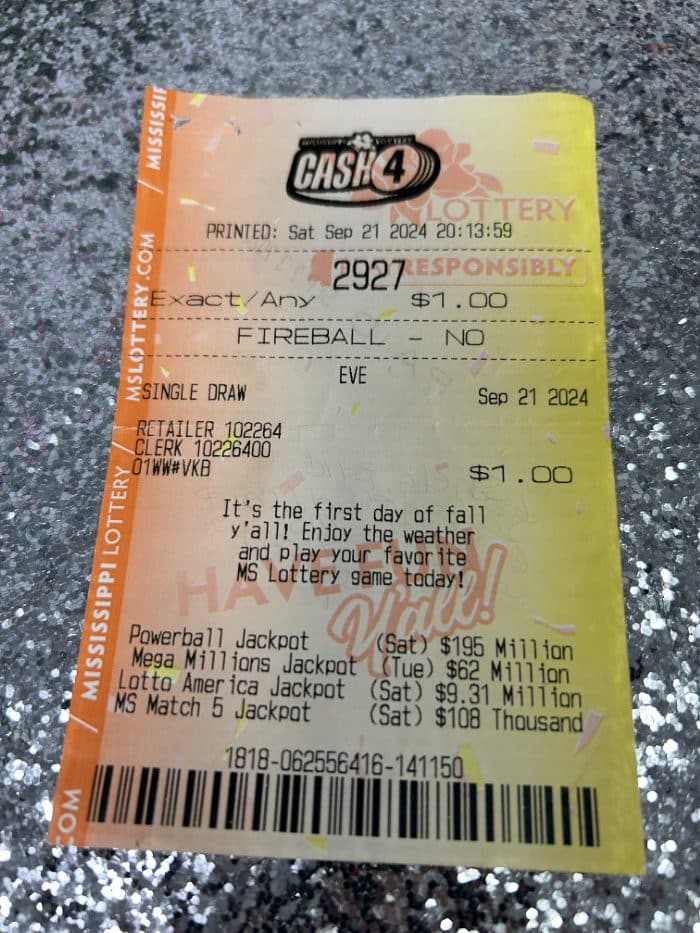 MISSISSIPPI LOTTERY
CASH 4
LOTTERY
PRINTED: Sat Sep 21 2024 20:13:59
2927
RESPONSIBLY
Exact/Any $1.00
FIREBALL - NO
EVE
SINGLE DRAW Sep 21 2024
RETAILER 102264
CLERK 10226400
01WW#VKB $1.00
It's the first day of fall
y'all! Enjoy the weather
and play your favorite
MS Lottery game today!
HAVE FUN
Y'all!
Powerball Jackpot (Sat) $195 Million
Mega Millions Jackpot (Tue) $62 Million
Lotto America Jackpot (Sat) $9.31 Million
MS Match 5 Jackpot (Sat) $108 Thousand
1818-062556416-141150
MISSISSIP
/ MSLOTTERY.COM
/ MISSISSIPPI LOTTERY /
COM